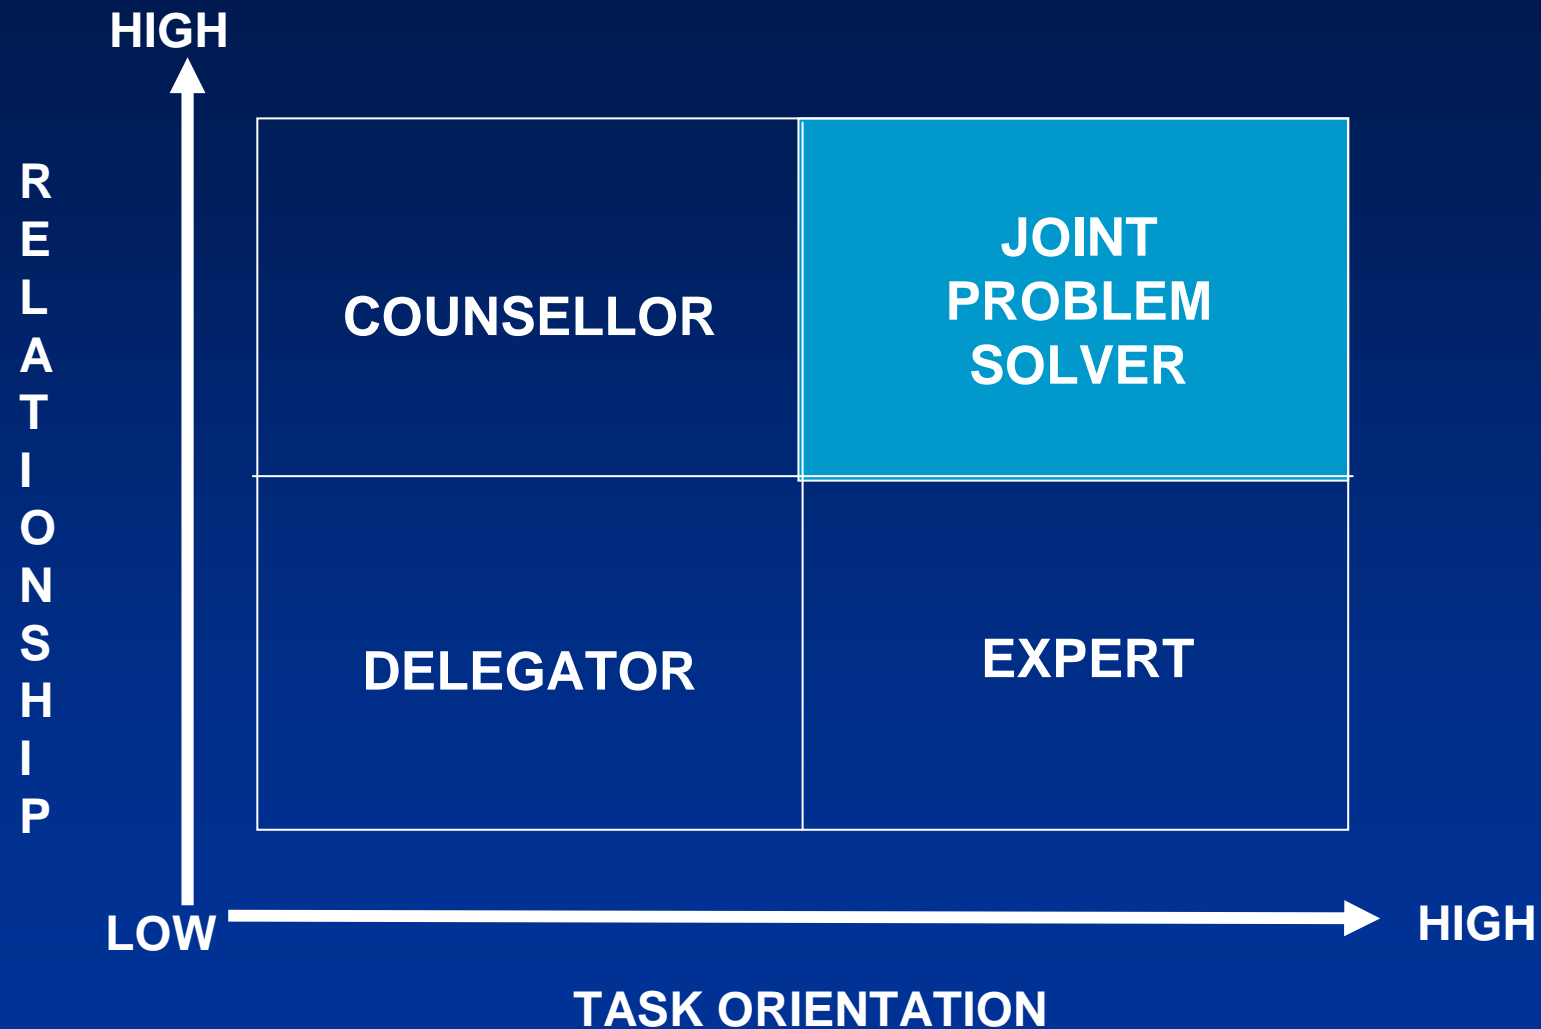 HIGH
RELATIONSHIP
COUNSELLOR
JOINT
PROBLEM
SOLVER
DELEGATOR
EXPERT
LOW
HIGH
TASK ORIENTATION